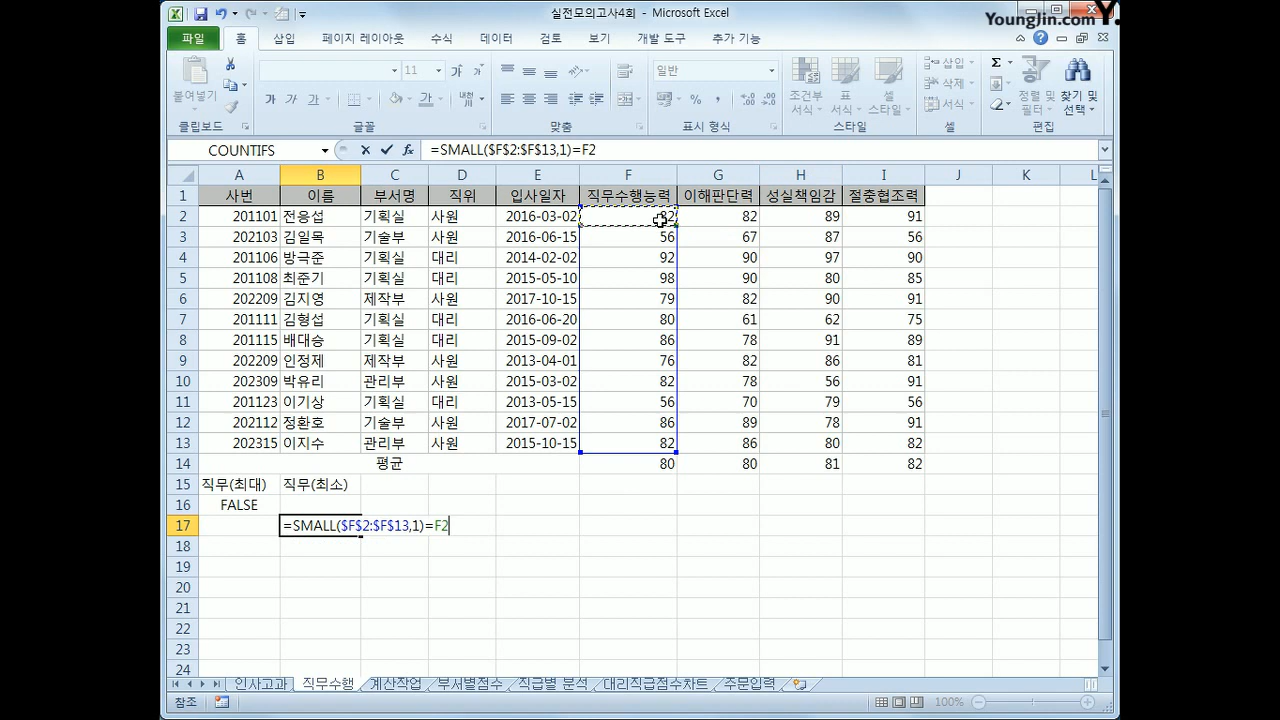 실전모의고사4회 - Microsoft Excel
YoungJin.com Y.
파일 홈 삽입 페이지 레이아웃 수식 데이터 검토 보기 개발 도구 추가 기능
붙여넣기 11 가 가 가 가 가 가 내천 일반 % , 조건부 서식 표 서식 셀 스타일 삽입 삭제 서식 Σ 정렬 및 필터 찾기 및 선택
클립보드 글꼴 맞춤 표시 형식 스타일 셀 편집
COUNTIFS fx =SMALL($F$2:$F$13,1)=F2
A B C D E F G H I J K L
1 사번 이름 부서명 직위 입사일자 직무수행능력 이해판단력 성실책임감 절충협조력
2 201101 전응섭 기획실 사원 2016-03-02 82 82 89 91
3 202103 김일목 기술부 사원 2016-06-15 56 67 87 56
4 201106 방극준 기획실 대리 2014-02-02 92 90 97 90
5 201108 최준기 기획실 대리 2015-05-10 98 90 80 85
6 202209 김지영 제작부 사원 2017-10-15 79 82 90 91
7 201111 김형섭 기획실 대리 2016-06-20 80 61 62 75
8 201115 배대승 기획실 대리 2015-09-02 86 78 91 89
9 202209 인정제 제작부 사원 2013-04-01 76 82 86 81
10 202309 박유리 관리부 사원 2015-03-02 82 78 56 91
11 201123 이기상 기획실 대리 2013-05-15 56 70 79 56
12 202112 정환호 기술부 사원 2017-07-02 86 89 78 91
13 202315 이지수 관리부 사원 2015-10-15 82 86 80 82
14 평균 80 80 81 82
15 직무(최대) 직무(최소)
16 FALSE
17 =SMALL($F$2:$F$13,1)=F2
18
19
20
21
22
23
24
인사고과 직무수행 계산작업 부서별점수 직급별 분석 대리직급점수차트 주문입력
참조 100%